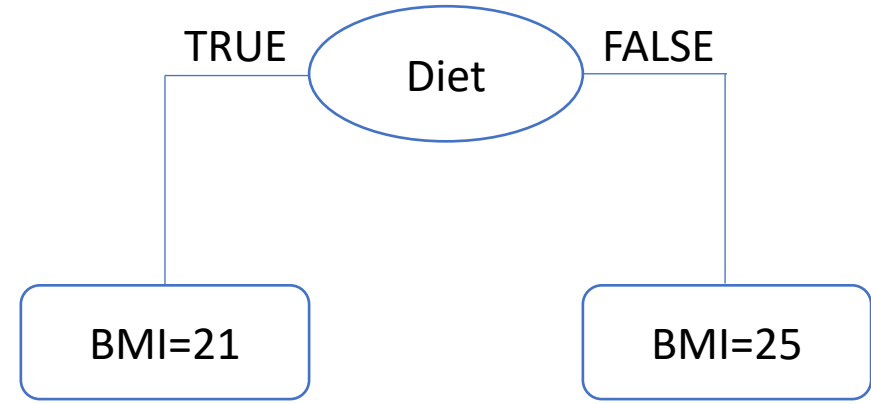 TRUE
Diet
FALSE
BMI=21
BMI=25